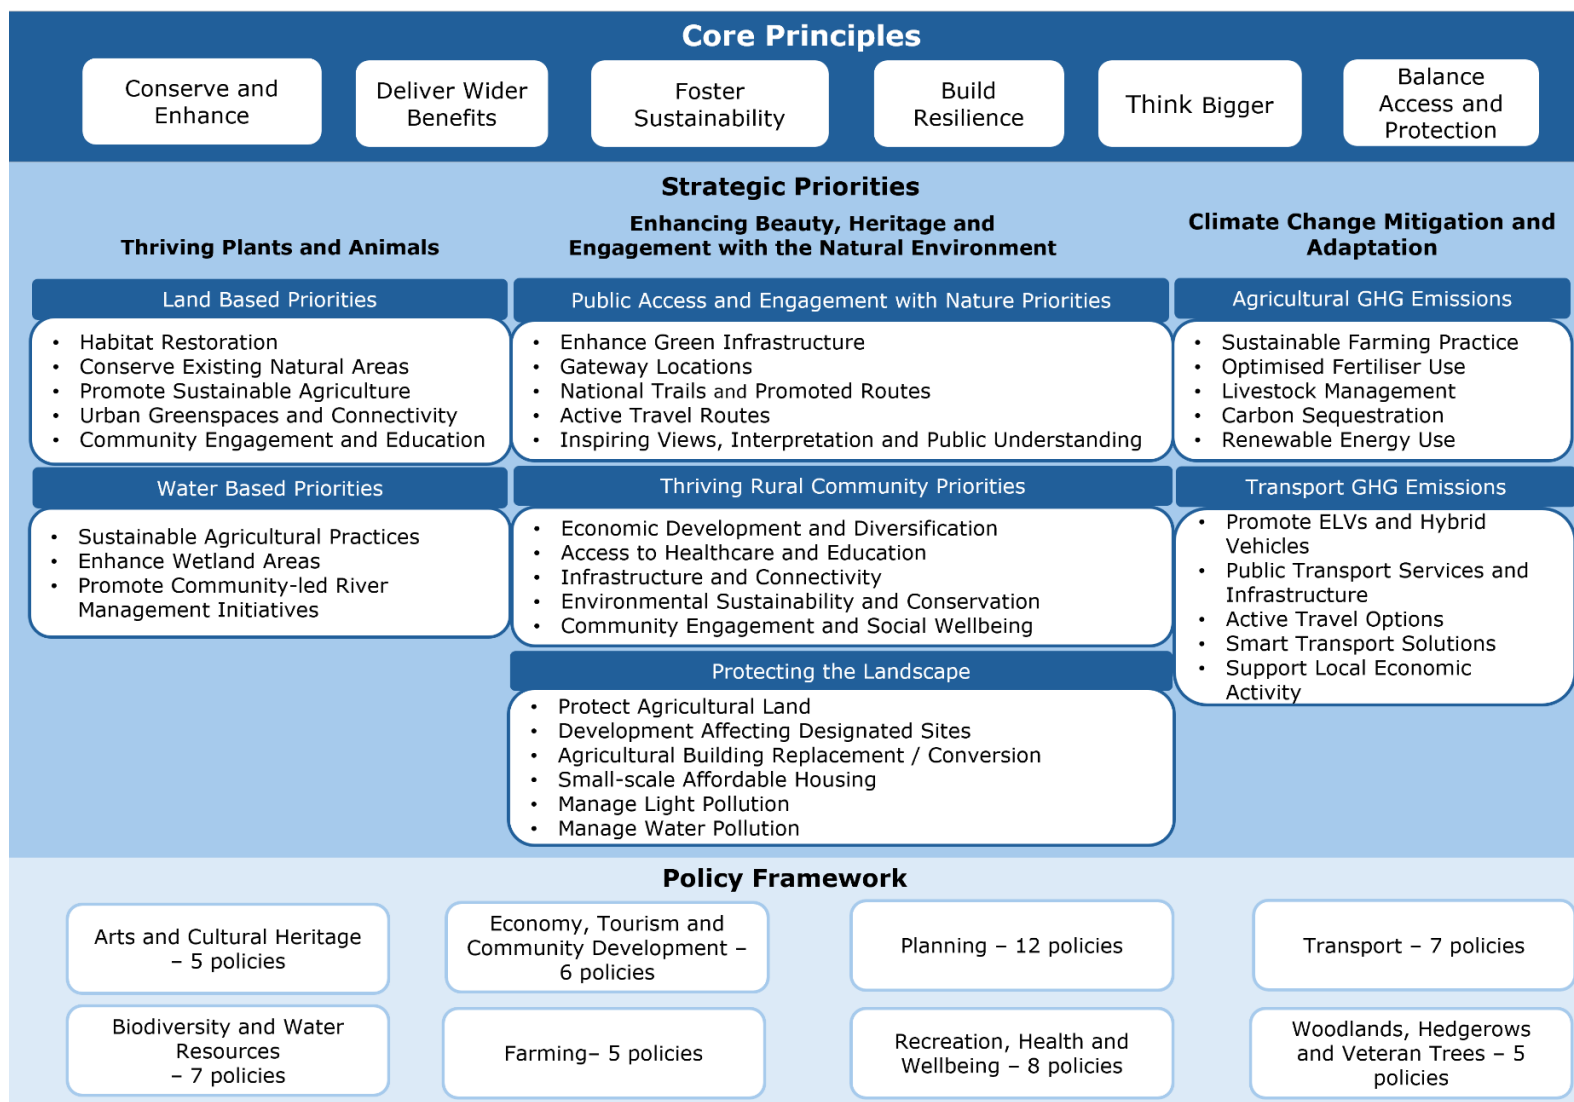 Core Principles
Conserve and
Enhance
Deliver Wider
Benefits
Foster
Sustainability
Build
Resilience
Think Bigger
Balance
Access and
Protection
Strategic Priorities
Thriving Plants and Animals
Land Based Priorities
• Habitat Restoration
• Conserve Existing Natural Areas
• Promote Sustainable Agriculture
• Urban Greenspaces and Connectivity
• Community Engagement and Education
Water Based Priorities
• Sustainable Agricultural Practices
• Enhance Wetland Areas
• Promote Community-led River
Management Initiatives
Enhancing Beauty, Heritage and
Engagement with the Natural Environment
Public Access and Engagement with Nature Priorities
• Enhance Green Infrastructure
• Gateway Locations
• National Trails and Promoted Routes
• Active Travel Routes
• Inspiring Views, Interpretation and Public Understanding
Thriving Rural Community Priorities
• Economic Development and Diversification
• Access to Healthcare and Education
• Infrastructure and Connectivity
• Environmental Sustainability and Conservation
• Community Engagement and Social Wellbeing
Protecting the Landscape
• Protect Agricultural Land
• Development Affecting Designated Sites
• Agricultural Building Replacement / Conversion
• Small-scale Affordable Housing
• Manage Light Pollution
• Manage Water Pollution
Climate Change Mitigation and
Adaptation
Agricultural GHG Emissions
• Sustainable Farming Practice
• Optimised Fertiliser Use
• Livestock Management
• Carbon Sequestration
• Renewable Energy Use
Transport GHG Emissions
• Promote ELVs and Hybrid
Vehicles
• Public Transport Services and
Infrastructure
• Active Travel Options
• Smart Transport Solutions
• Support Local Economic
Activity
Policy Framework
Arts and Cultural Heritage
– 5 policies
Economy, Tourism and
Community Development –
6 policies
Planning – 12 policies
Transport – 7 policies
Biodiversity and Water
Resources
– 7 policies
Farming– 5 policies
Recreation, Health and
Wellbeing – 8 policies
Woodlands, Hedgerows
and Veteran Trees – 5
policies